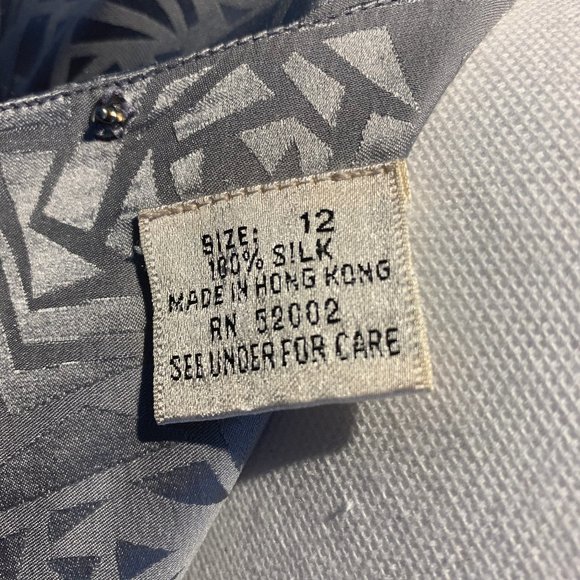 SIZE: 12
100% SILK
MADE IN HONG KONG
RN 52002
SEE UNDER FOR CARE